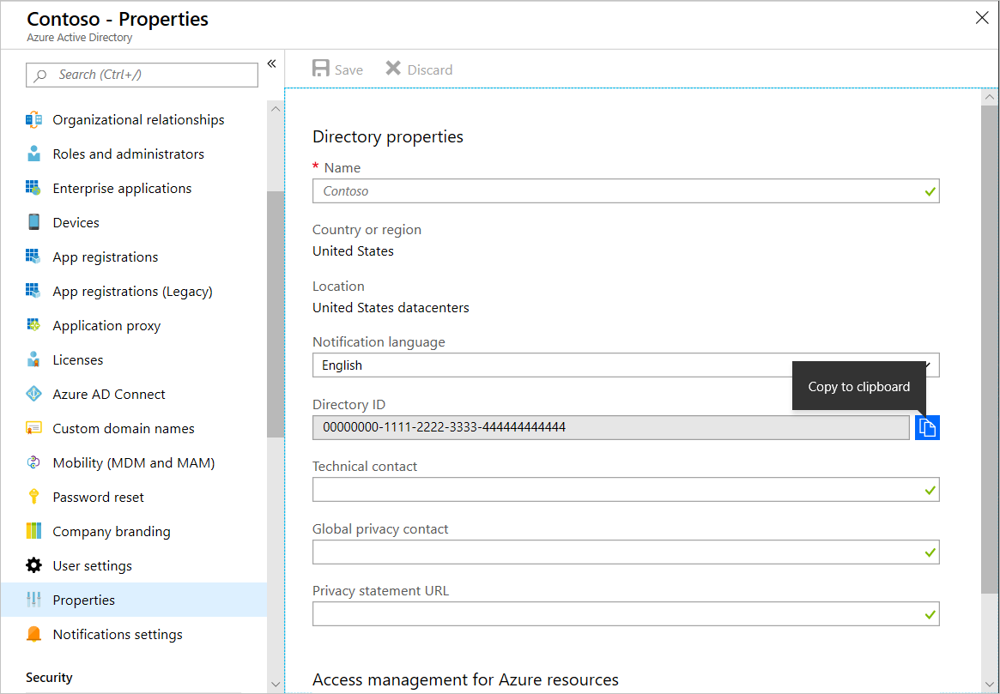 Contoso - Properties
Azure Active Directory
Search (Ctrl+/)
«
Organizational relationships
Roles and administrators
Enterprise applications
Devices
App registrations
App registrations (Legacy)
Application proxy
Licenses
Azure AD Connect
Custom domain names
Mobility (MDM and MAM)
Password reset
Company branding
User settings
Properties
Notifications settings
Security
Save Discard
Directory properties
* Name
Contoso
Country or region
United States
Location
United States datacenters
Notification language
English
Copy to clipboard
Directory ID
00000000-1111-2222-3333-444444444444
Technical contact
Global privacy contact
Privacy statement URL
Access management for Azure resources